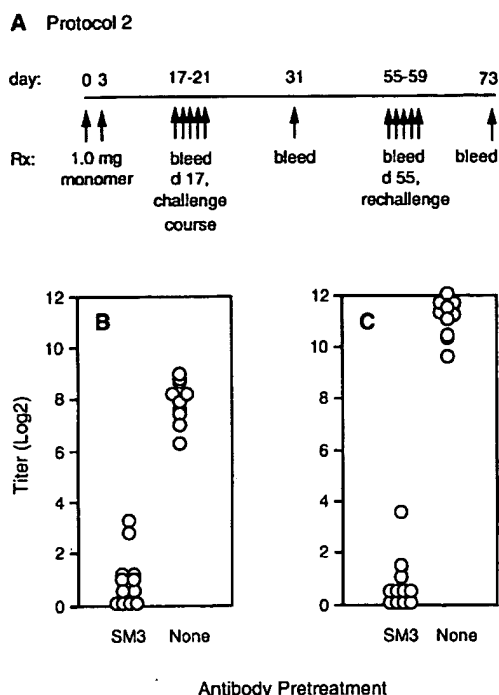 A Protocol 2
day: 0 3 17-21 31 55-59 73
Rx: 1.0 mg bleed bleed bleed bleed
monomer d 17, d 55,
challenge rechallenge
course
12 12
B C
10 10
8 8
Titer (Log2)
6 6
4 4
2 2
0 0
SM3 None SM3 None
Antibody Pretreatment